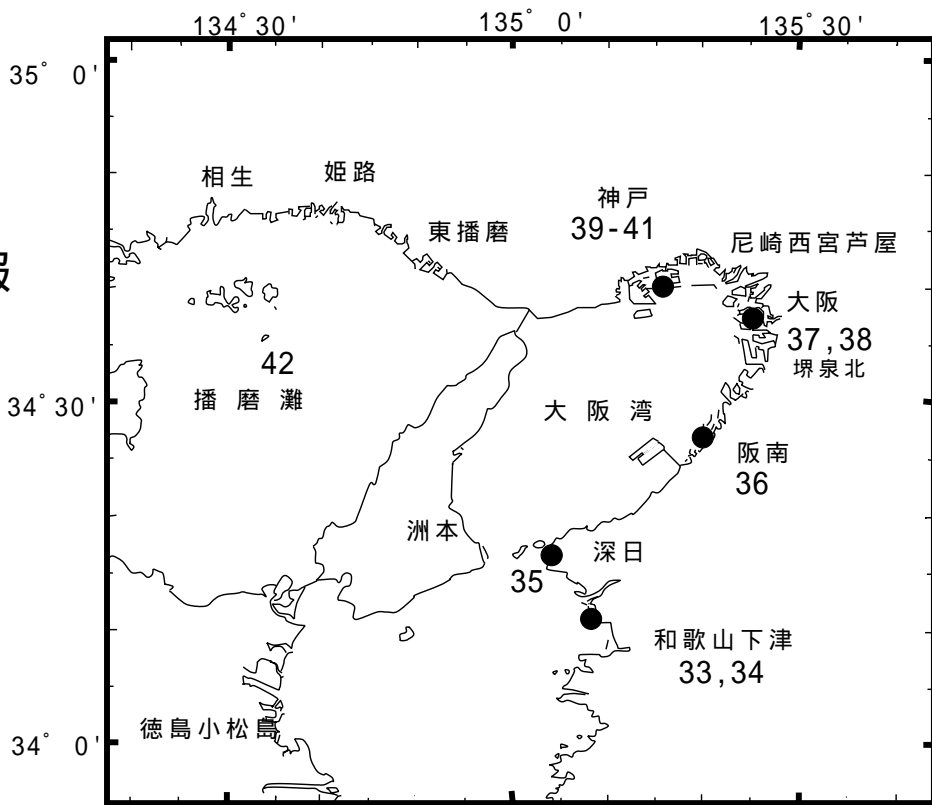 134° 30'
135° 0'
135° 30'
35° 0'
相生
姫路
神戸
39-41
東播磨
尼崎西宮芦屋
報
大阪
37,38
堺泉北
42
播磨灘
34° 30'
大阪湾
阪南
36
洲本
深日
35
和歌山下津
33,34
徳島小松島
34° 0'